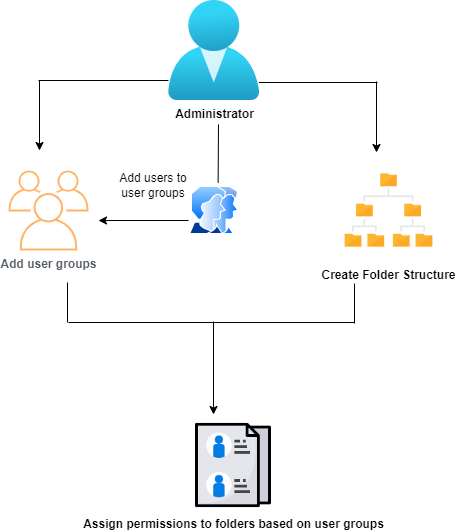 Administrator
Add users to
user groups
Add user groups
Create Folder Structure
Assign permissions to folders based on user groups